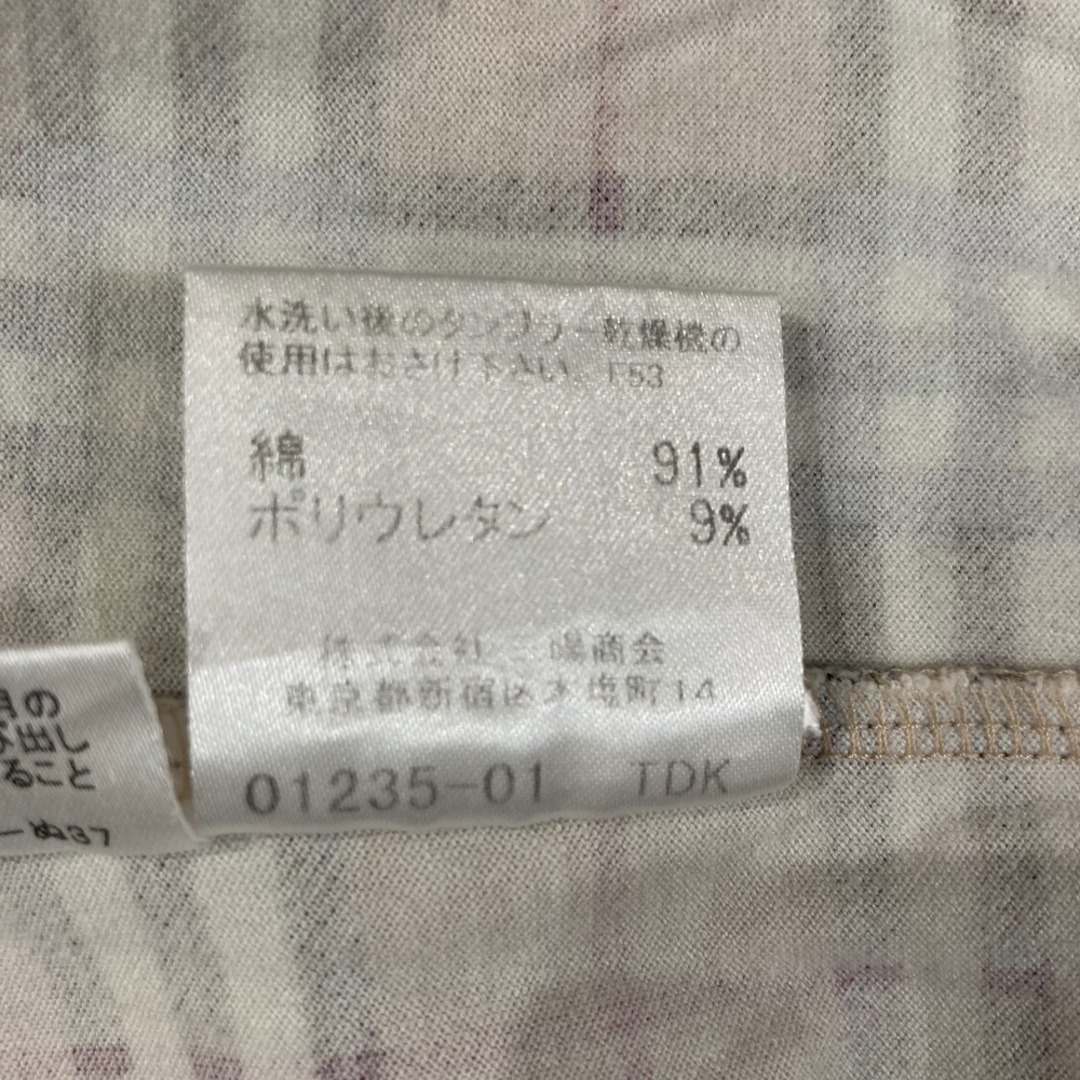 水洗い後のタンブラー乾燥機の
使用はおさけ下さい。F53
綿 91%
ポリウレタン 9%
株式会社 三陽商会
東京都新宿区本塩町14
01235-01 TDK
の
出し
ること
ーぬ37